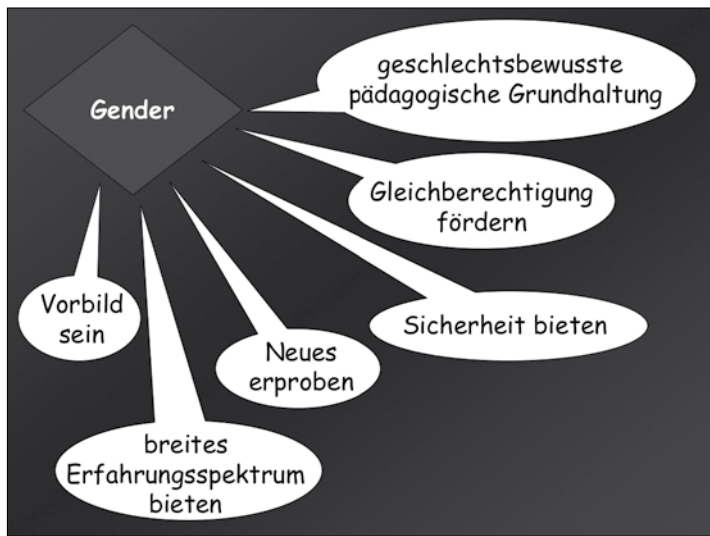 Gender
geschlechtsbewusste
pädagogische Grundhaltung
Gleichberechtigung
fördern
Sicherheit bieten
Neues
erproben
breites
Erfahrungsspektrum
bieten
Vorbild
sein